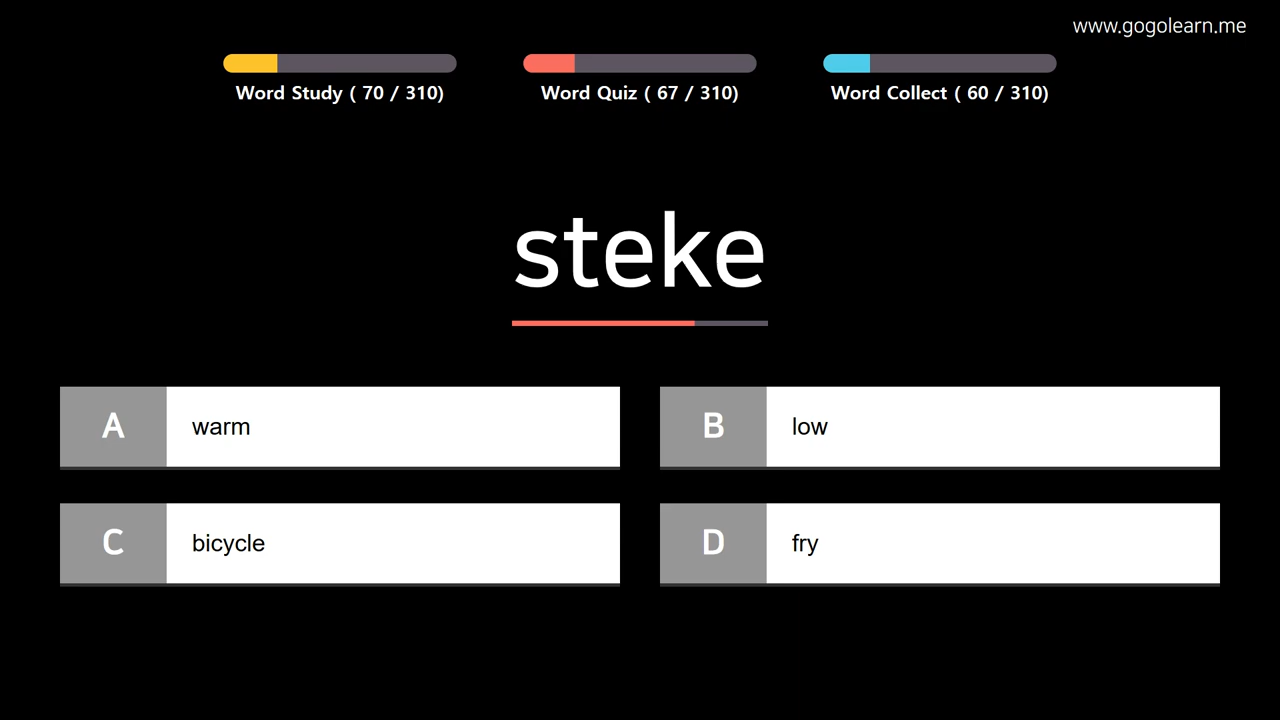 www.gogolearn.me
Word Study ( 70 / 310)
Word Quiz ( 67 / 310)
Word Collect ( 60 / 310)
steke
A warm
B low
C bicycle
D fry